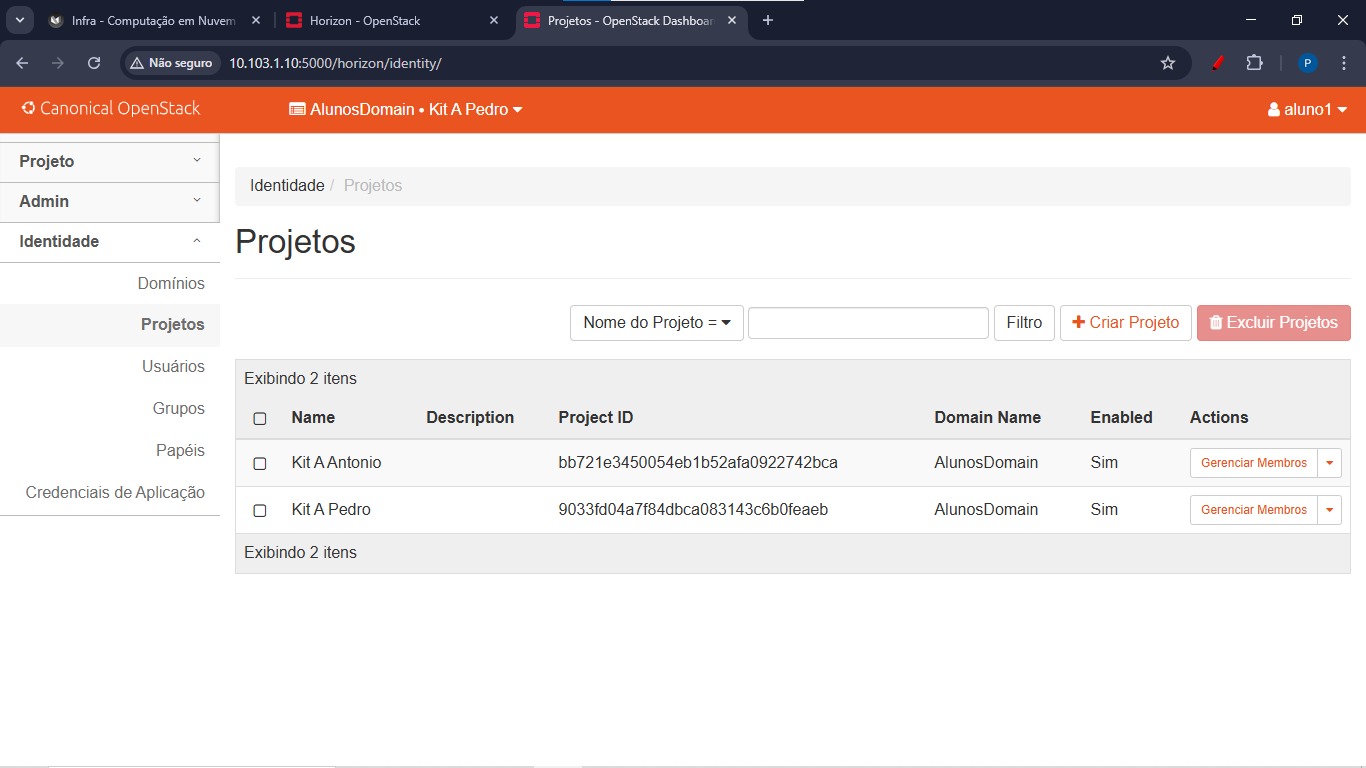 Infra - Computação em Nuvem
Horizon - OpenStack
Projetos - OpenStack Dashboar
Não seguro
10.103.1.10:5000/horizon/identity/
P
Canonical OpenStack
AlunosDomain • Kit A Pedro
aluno1
Projeto
Admin
Identidade
Domínios
Projetos
Usuários
Grupos
Papéis
Credenciais de Aplicação
Identidade / Projetos
Projetos
Nome do Projeto =
Filtro
Criar Projeto
Excluir Projetos
Exibindo 2 itens
Name Description Project ID Domain Name Enabled Actions
Kit A Antonio bb721e3450054eb1b52afa0922742bca AlunosDomain Sim Gerenciar Membros
Kit A Pedro 9033fd04a7f84dbca083143c6b0feaeb AlunosDomain Sim Gerenciar Membros
Exibindo 2 itens